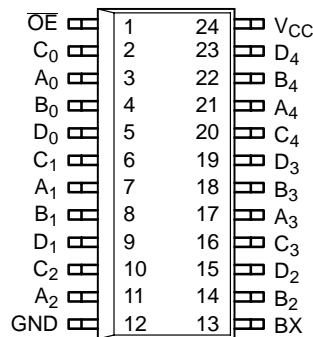 O̅E̅ 1 24 V_CC
C₀ 2 23 D₄
A₀ 3 22 B₄
B₀ 4 21 A₄
D₀ 5 20 C₄
C₁ 6 19 D₃
A₁ 7 18 B₃
B₁ 8 17 A₃
D₁ 9 16 C₃
C₂ 10 15 D₂
A₂ 11 14 B₂
GND 12 13 BX